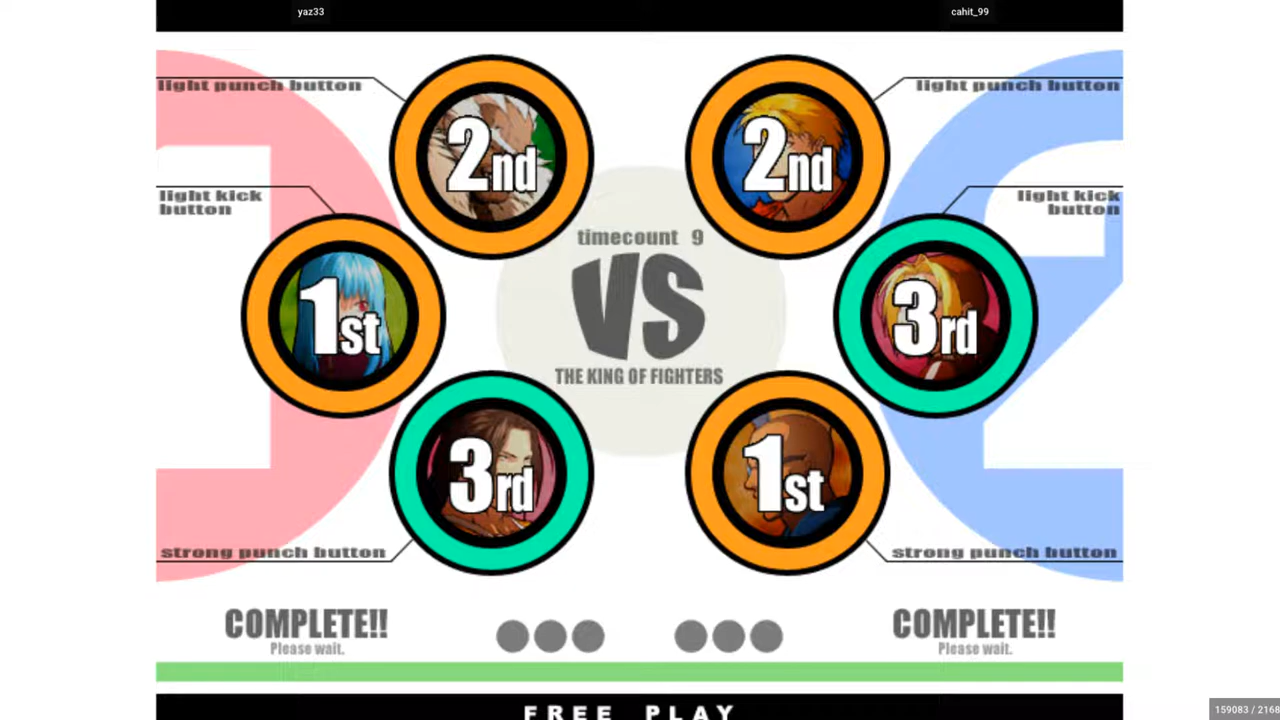 yaz33
cahit_99
light punch button
light punch button
2nd
2nd
light kick
button
light kick
button
timecount 9
VS
THE KING OF FIGHTERS
1st
3rd
3rd
1st
strong punch button
strong punch button
COMPLETE!!
Please wait.
COMPLETE!!
Please wait.
FREE PLAY
159083 / 2168